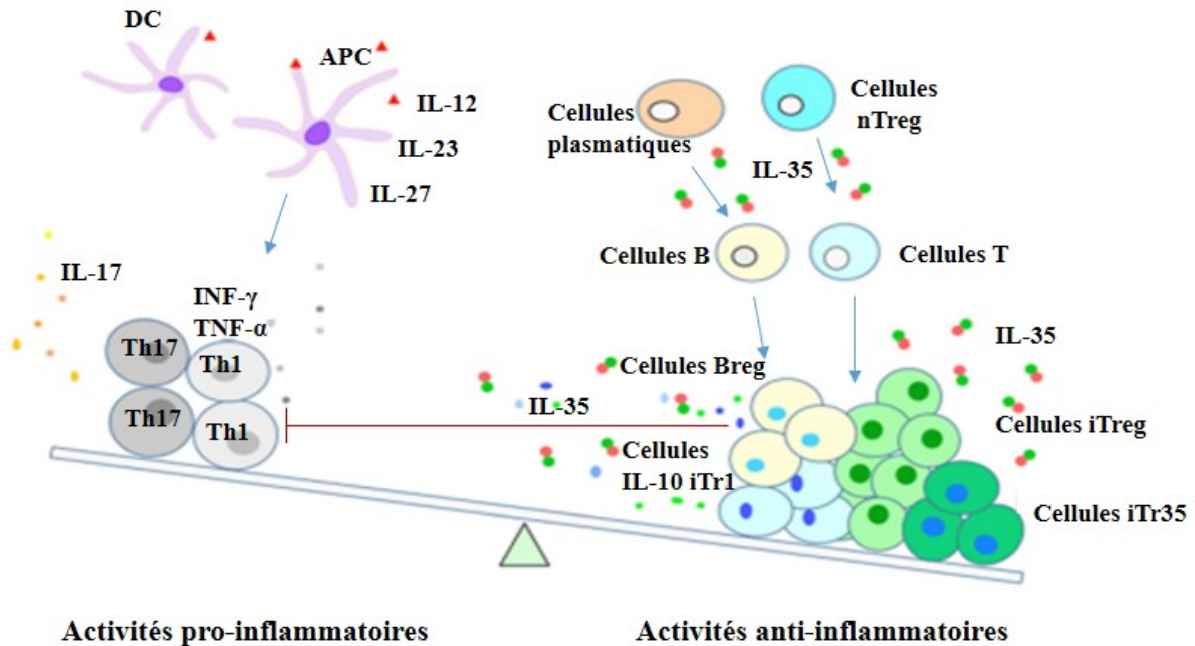 DC
APC
IL-12
IL-23
IL-27
Cellules
plasmatiques
Cellules
nTreg
IL-35
Cellules B
Cellules T
IL-17
INF-γ
TNF-α
Th17
Th1
Th17
Th1
Cellules Breg
IL-35
IL-35
Cellules
IL-10 iTr1
Cellules iTreg
Cellules iTr35
Activités pro-inflammatoires
Activités anti-inflammatoires